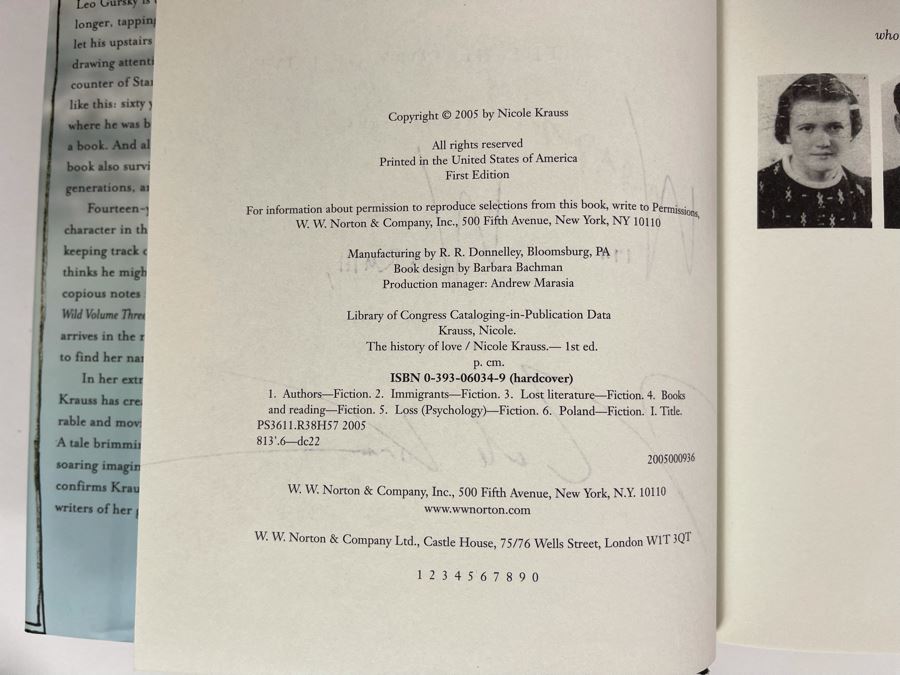 Leo Gursky is
longer, tapping
let his upstairs
drawing attenti
counter of Star
like this: sixty y
where he was b
a book. And al
book also survi
generations, a
Fourteen-y
character in th
keeping track o
thinks he migh
copious notes
Wild Volume Three
arrives in the r
to find her nar
In her extr
Krauss has crea
rable and mov
A tale brimmi
soaring imagin
confirms Krau
writers of her g
Copyright © 2005 by Nicole Krauss
All rights reserved
Printed in the United States of America
First Edition
For information about permission to reproduce selections from this book, write to Permissions,
W. W. Norton & Company, Inc., 500 Fifth Avenue, New York, NY 10110
Manufacturing by R. R. Donnelley, Bloomsburg, PA
Book design by Barbara Bachman
Production manager: Andrew Marasia
Library of Congress Cataloging-in-Publication Data
Krauss, Nicole.
The history of love / Nicole Krauss.— 1st ed.
p. cm.
ISBN 0-393-06034-9 (hardcover)
1. Authors—Fiction. 2. Immigrants—Fiction. 3. Lost literature—Fiction. 4. Books
and reading—Fiction. 5. Loss (Psychology)—Fiction. 6. Poland—Fiction. I. Title.
PS3611.R38H57 2005
813'.6—dc22
2005000936
W. W. Norton & Company, Inc., 500 Fifth Avenue, New York, N.Y. 10110
www.wwnorton.com
W. W. Norton & Company Ltd., Castle House, 75/76 Wells Street, London W1T 3QT
1 2 3 4 5 6 7 8 9 0
who